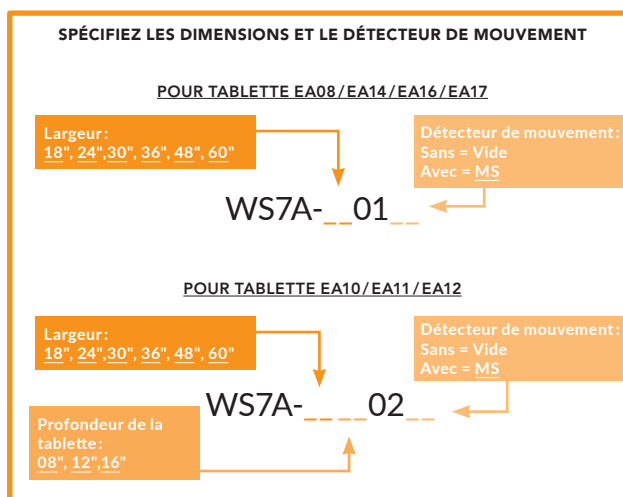 SPÉCIFIEZ LES DIMENSIONS ET LE DÉTECTEUR DE MOUVEMENT
POUR TABLETTE EA08/EA14/EA16/EA17
Largeur:
18", 24",30", 36", 48", 60"
Détecteur de mouvement:
Sans = Vide
Avec = MS
WS7A-__01__
POUR TABLETTE EA10/EA11/EA12
Largeur:
18", 24",30", 36", 48", 60"
Détecteur de mouvement:
Sans = Vide
Avec = MS
WS7A-____02__
Profondeur de la
tablette:
08", 12",16"